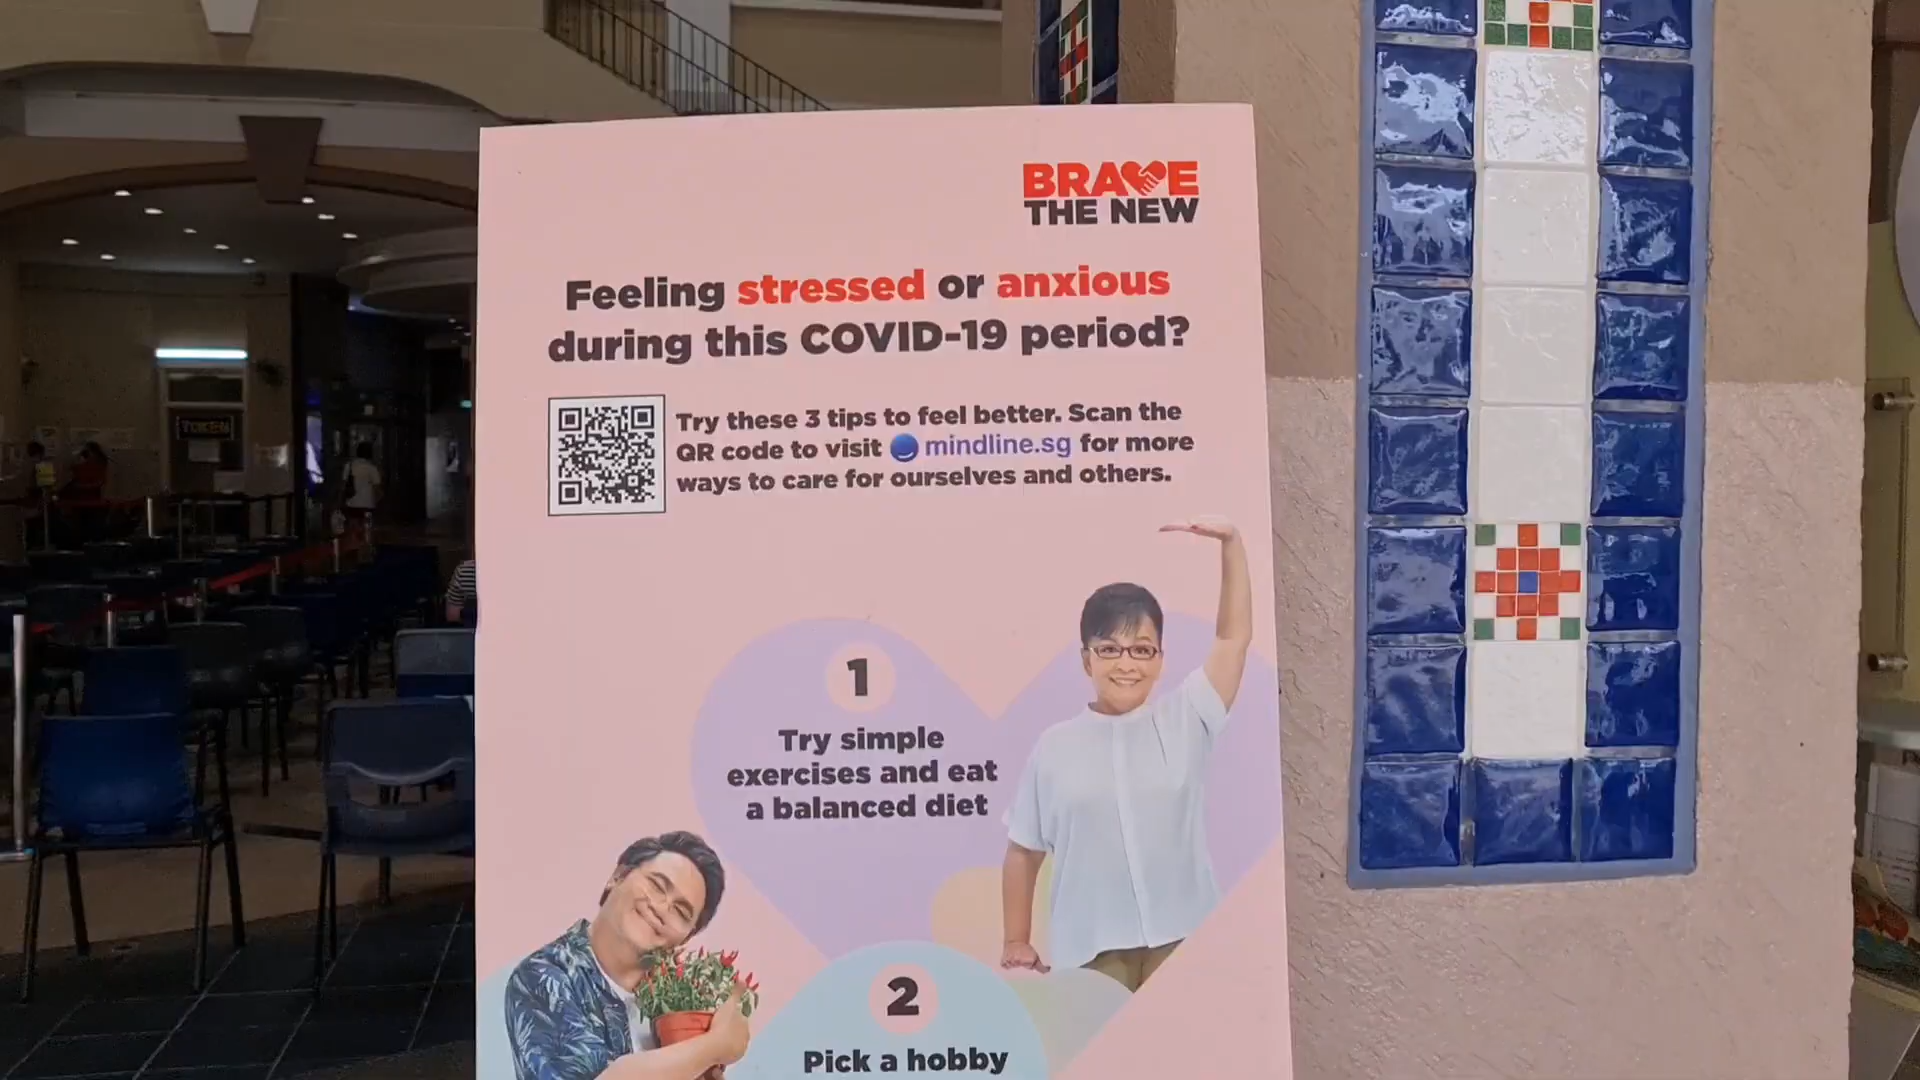 BRAVE
THE NEW
Feeling stressed or anxious
during this COVID-19 period?
Try these 3 tips to feel better. Scan the
QR code to visit mindline.sg for more
ways to care for ourselves and others.
1
Try simple
exercises and eat
a balanced diet
2
Pick a hobby
TOKEN